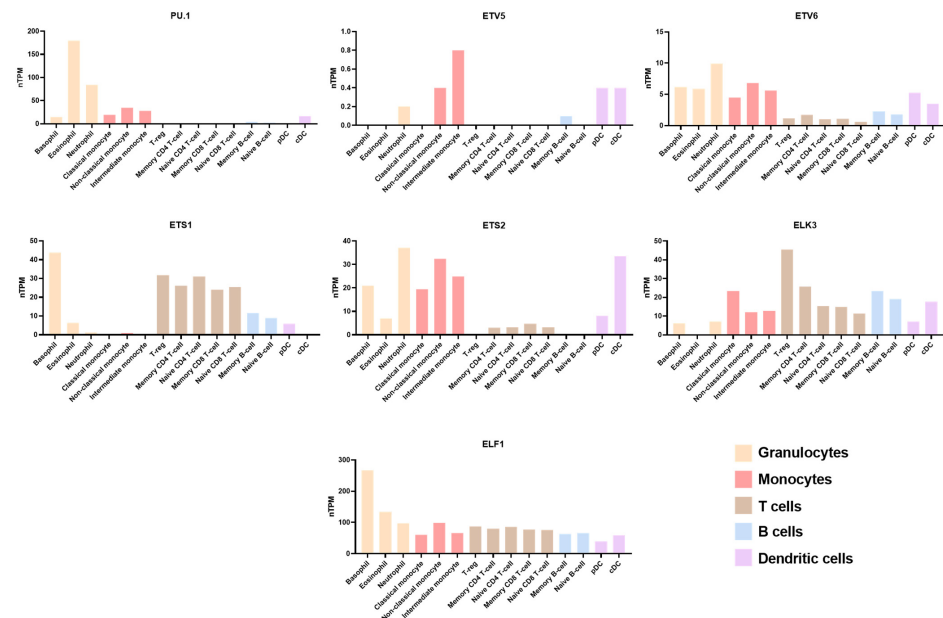 PU.1
nTPM
200
150
100
50
0
Basophil
Eosinophil
Neutrophil
Classical monocyte
Non-classical monocyte
Intermediate monocyte
T-reg
Memory CD4 T-cell
Naive CD4 T-cell
Memory CD8 T-cell
Naive CD8 T-cell
Memory B-cell
Naive B-cell
pDC
cDC
ETV5
nTPM
1.0
0.8
0.6
0.4
0.2
0.0
Basophil
Eosinophil
Neutrophil
Classical monocyte
Non-classical monocyte
Intermediate monocyte
T-reg
Memory CD4 T-cell
Naive CD4 T-cell
Memory CD8 T-cell
Naive CD8 T-cell
Memory B-cell
Naive B-cell
pDC
cDC
ETV6
nTPM
15
10
5
0
Basophil
Eosinophil
Neutrophil
Classical monocyte
Non-classical monocyte
Intermediate monocyte
T-reg
Memory CD4 T-cell
Naive CD4 T-cell
Memory CD8 T-cell
Naive CD8 T-cell
Memory B-cell
Naive B-cell
pDC
cDC
ETS1
nTPM
50
40
30
20
10
0
Basophil
Eosinophil
Neutrophil
Classical monocyte
Non-classical monocyte
Intermediate monocyte
T-reg
Memory CD4 T-cell
Naive CD4 T-cell
Memory CD8 T-cell
Naive CD8 T-cell
Memory B-cell
Naive B-cell
pDC
cDC
ETS2
nTPM
40
30
20
10
0
Basophil
Eosinophil
Neutrophil
Classical monocyte
Non-classical monocyte
Intermediate monocyte
T-reg
Memory CD4 T-cell
Naive CD4 T-cell
Memory CD8 T-cell
Naive CD8 T-cell
Memory B-cell
Naive B-cell
pDC
cDC
ELK3
nTPM
50
40
30
20
10
0
Basophil
Eosinophil
Neutrophil
Classical monocyte
Non-classical monocyte
Intermediate monocyte
T-reg
Memory CD4 T-cell
Naive CD4 T-cell
Memory CD8 T-cell
Naive CD8 T-cell
Memory B-cell
Naive B-cell
pDC
cDC
ELF1
nTPM
300
200
100
0
Basophil
Eosinophil
Neutrophil
Classical monocyte
Non-classical monocyte
Intermediate monocyte
T-reg
Memory CD4 T-cell
Naive CD4 T-cell
Memory CD8 T-cell
Naive CD8 T-cell
Memory B-cell
Naive B-cell
pDC
cDC
Granulocytes
Monocytes
T cells
B cells
Dendritic cells